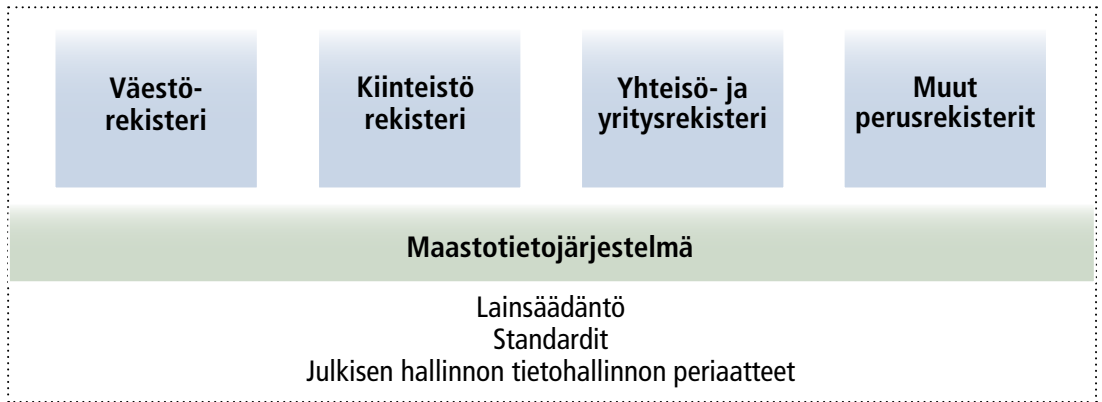 Väestö-
rekisteri
Kiinteistö
rekisteri
Yhteisö- ja
yritysrekisteri
Muut
perusrekisterit
Maastotietojärjestelmä
Lainsäädäntö
Standardit
Julkisen hallinnon tietohallinnon periaatteet